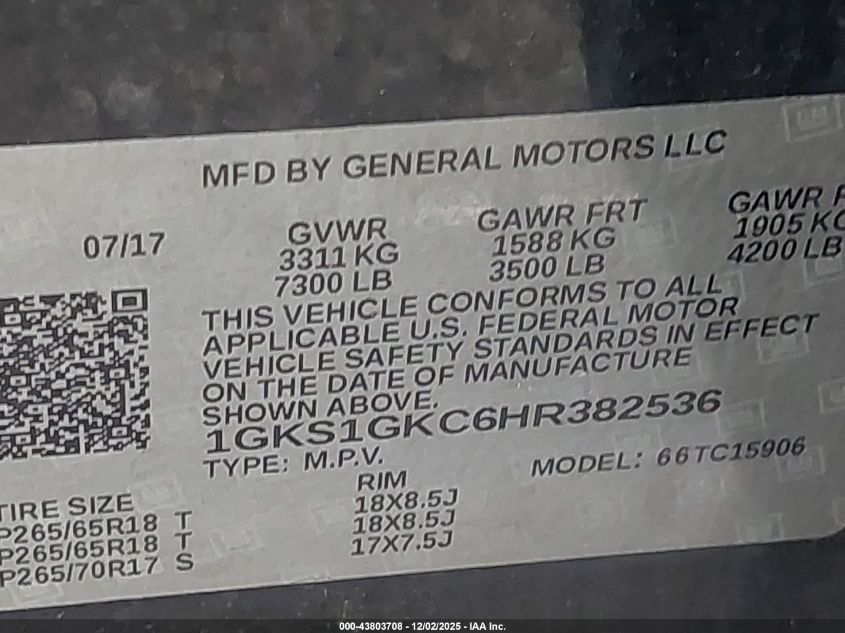 MFD BY GENERAL MOTORS LLC
07/17 GVWR GAWR FRT GAWR
3311 KG 1588 KG 1905 KG
7300 LB 3500 LB 4200 LB
THIS VEHICLE CONFORMS TO ALL
APPLICABLE U.S. FEDERAL MOTOR
VEHICLE SAFETY STANDARDS IN EFFECT
ON THE DATE OF MANUFACTURE
SHOWN ABOVE.
1GKS1GKC6HR382536
TYPE: M.P.V. MODEL: 66TC15906
TIRE SIZE RIM
P265/65R18 T 18X8.5J
P265/65R18 T 18X8.5J
P265/70R17 S 17X7.5J
000-43803708 - 12/02/2025 - IAA Inc.